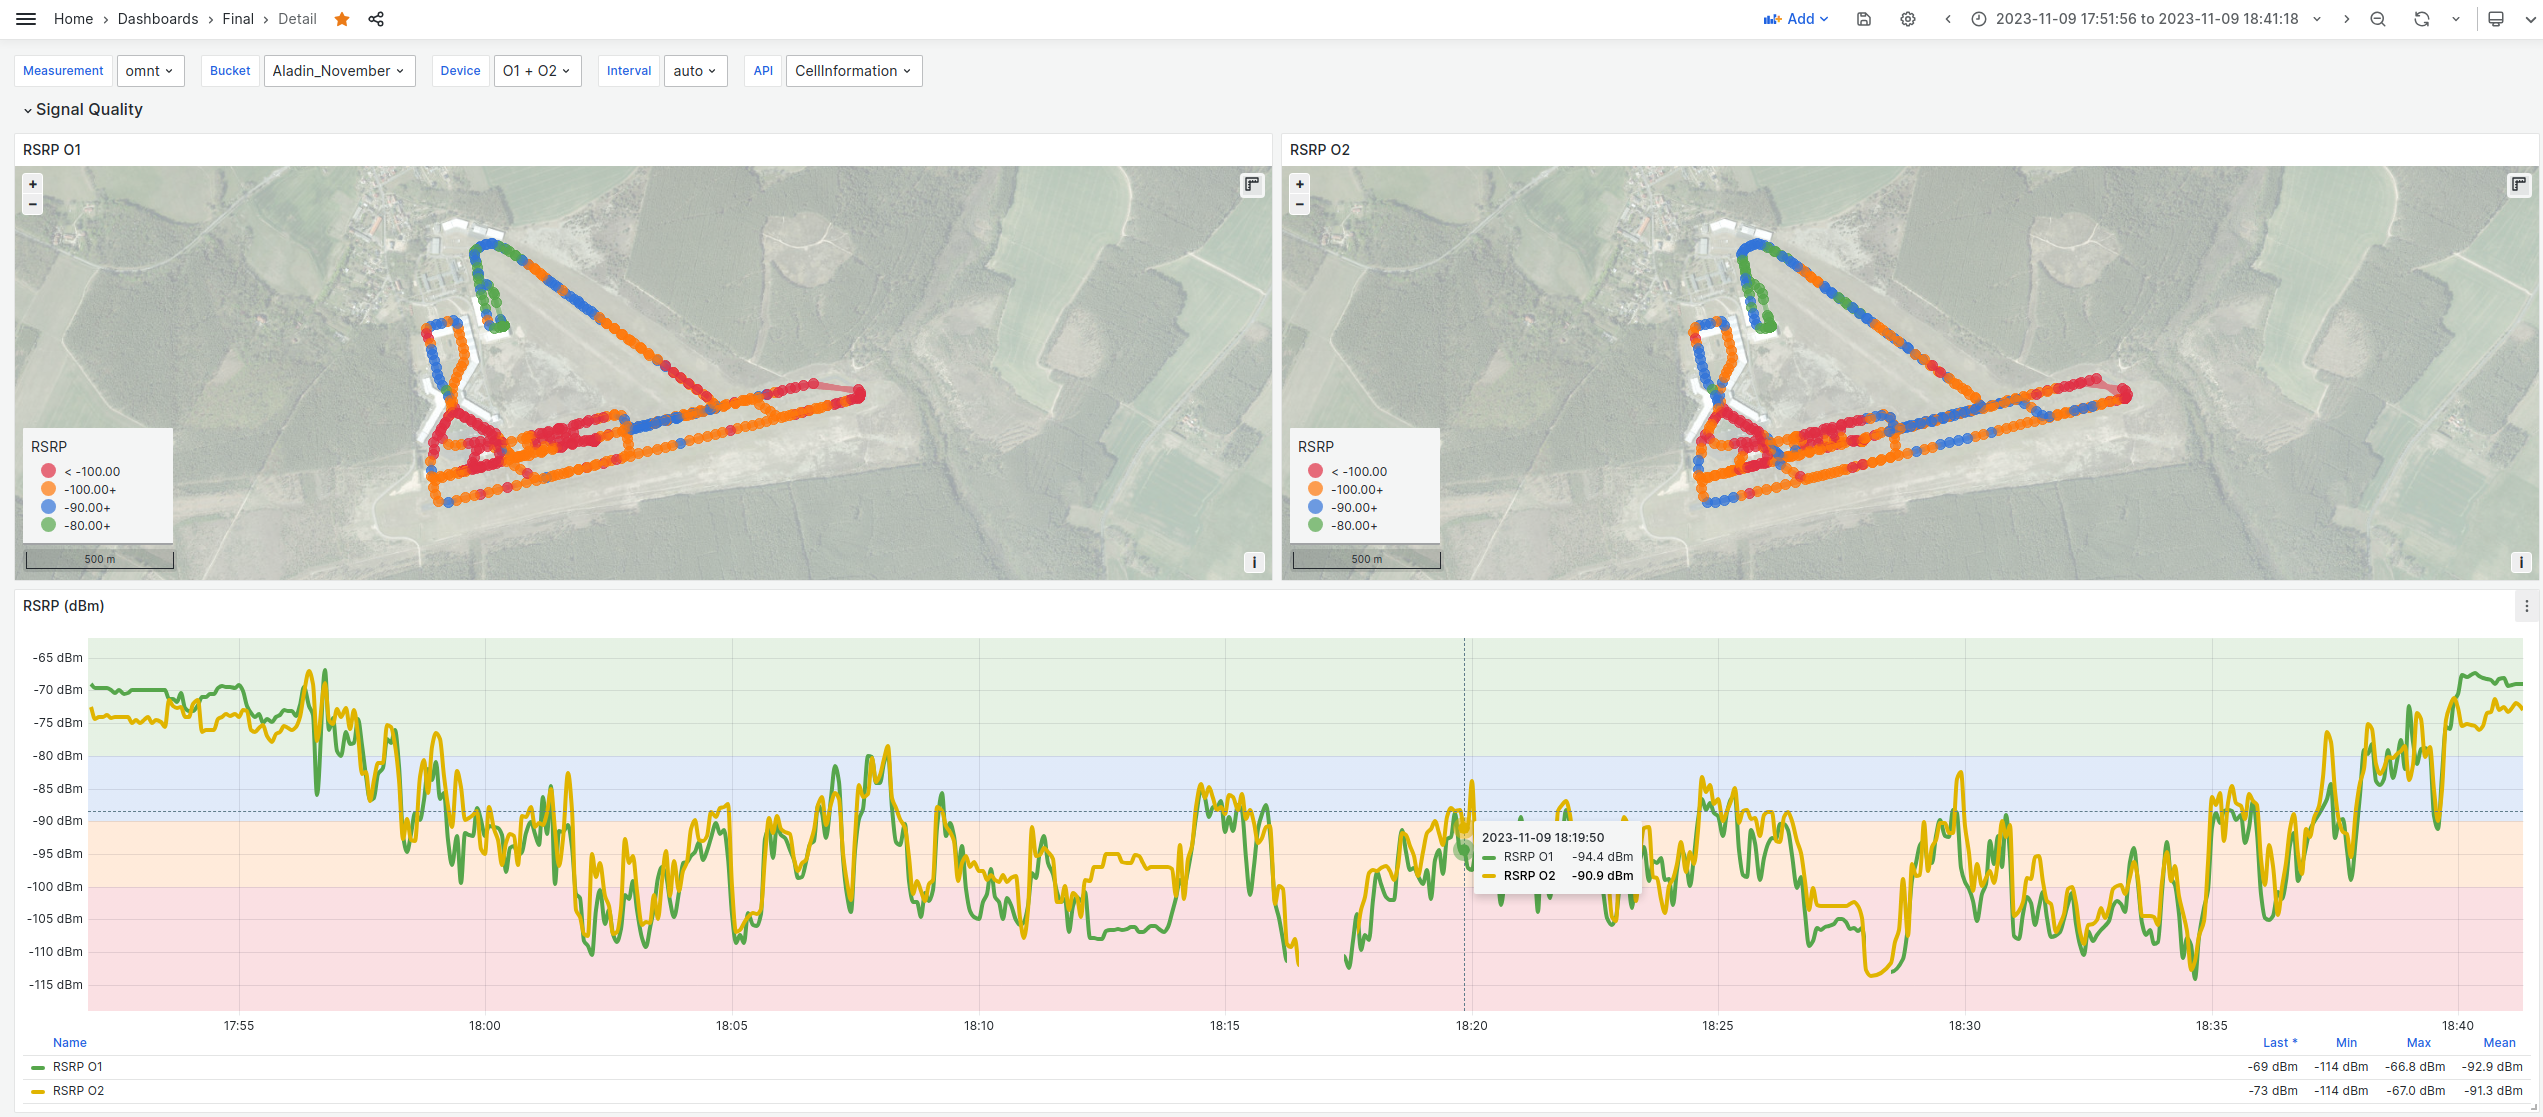 Home › Dashboards › Final › Detail
Add
2023-11-09 17:51:56 to 2023-11-09 18:41:18
Measurement omnt Bucket Aladin_November Device O1 + O2 Interval auto API CellInformation
Signal Quality
RSRP O1
+
−
RSRP
< -100.00
-100.00+
-90.00+
-80.00+
500 m
i
RSRP O2
+
−
RSRP
< -100.00
-100.00+
-90.00+
-80.00+
500 m
i
RSRP (dBm)
-65 dBm
-70 dBm
-75 dBm
-80 dBm
-85 dBm
-90 dBm
-95 dBm
-100 dBm
-105 dBm
-110 dBm
-115 dBm
2023-11-09 18:19:50
RSRP O1 -94.4 dBm
RSRP O2 -90.9 dBm
17:55 18:00 18:05 18:10 18:15 18:20 18:25 18:30 18:35 18:40
Name Last * Min Max Mean
RSRP O1 -69 dBm -114 dBm -66.8 dBm -92.9 dBm
RSRP O2 -73 dBm -114 dBm -67.0 dBm -91.3 dBm